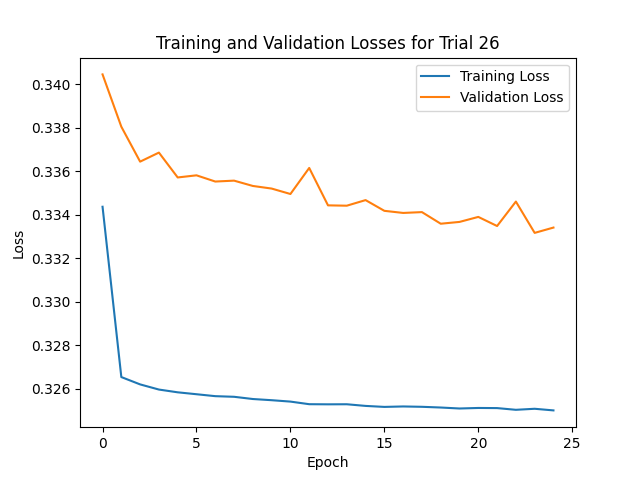 Training and Validation Losses for Trial 26
Training Loss
Validation Loss
0.340
0.338
0.336
0.334
0.332
0.330
0.328
0.326
Loss
0 5 10 15 20 25
Epoch